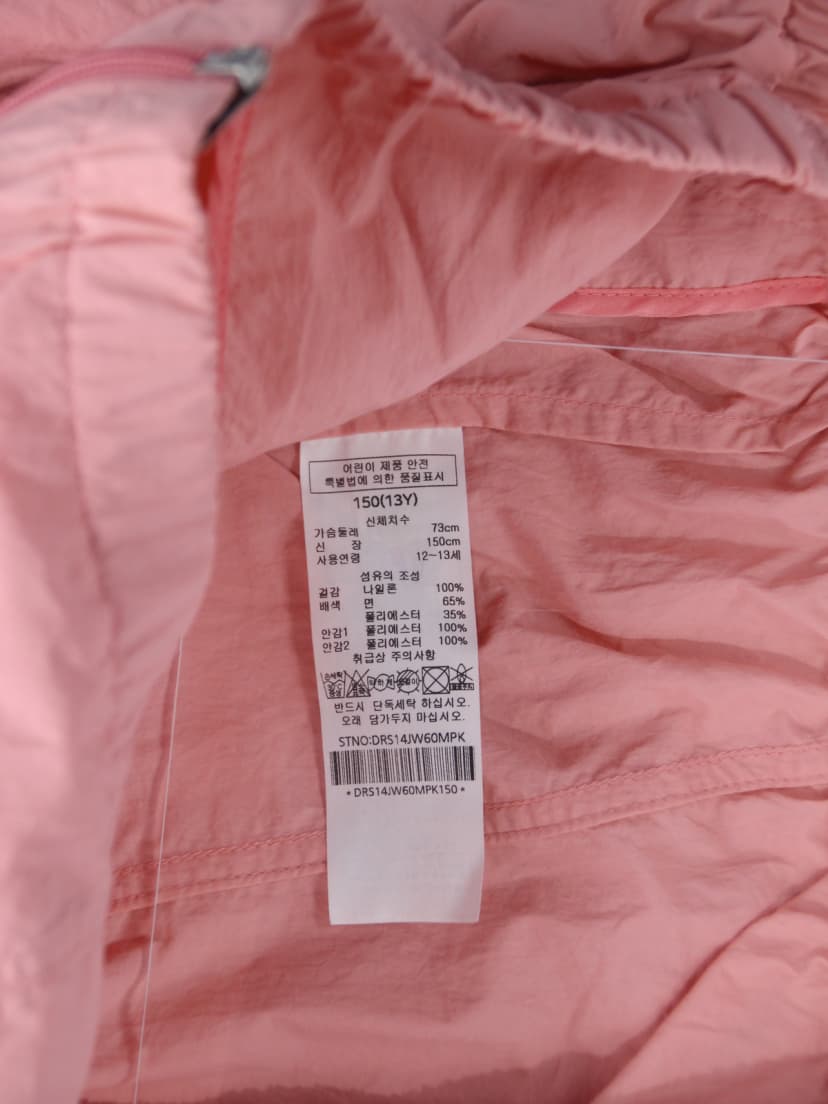 어린이 제품 안전
특별법에 의한 품질표시
150(13Y)
신체치수
가슴둘레 73cm
신 장 150cm
사용연령 12~13세
섬유의 조성
겉감 나일론 100%
배색 면 65%
폴리에스터 35%
안감1 폴리에스터 100%
안감2 폴리에스터 100%
취급상 주의사항
손세탁
반드시 단독세탁 하십시오.
오래 담가두지 마십시오.
STNO:DRS14JW60MPK
*DRS14JW60MPK150*